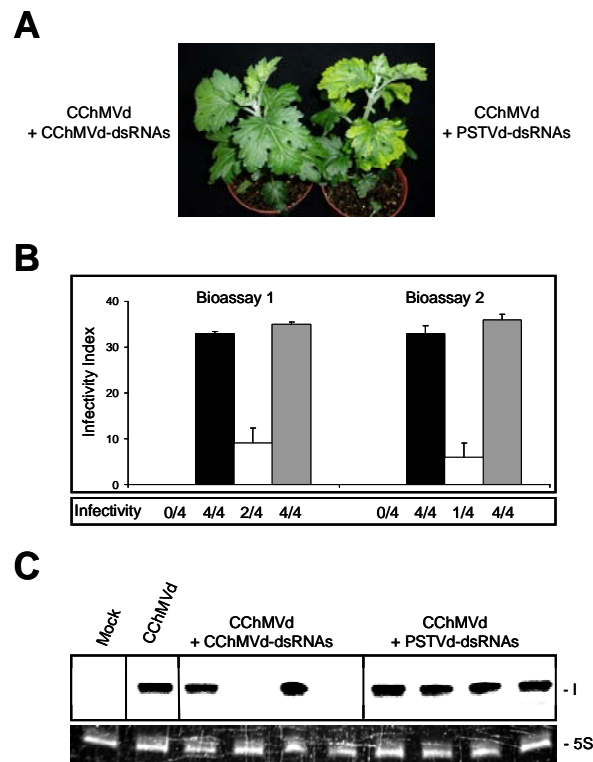 A
CChMVd
+ CChMVd-dsRNAs
CChMVd
+ PSTVd-dsRNAs
B
Bioassay 1
Bioassay 2
Infectivity Index
40
30
20
10
0
Infectivity 0/4 4/4 2/4 4/4 0/4 4/4 1/4 4/4
C
Mock
CChMVd
CChMVd
+ CChMVd-dsRNAs
CChMVd
+ PSTVd-dsRNAs
- I
- 5S